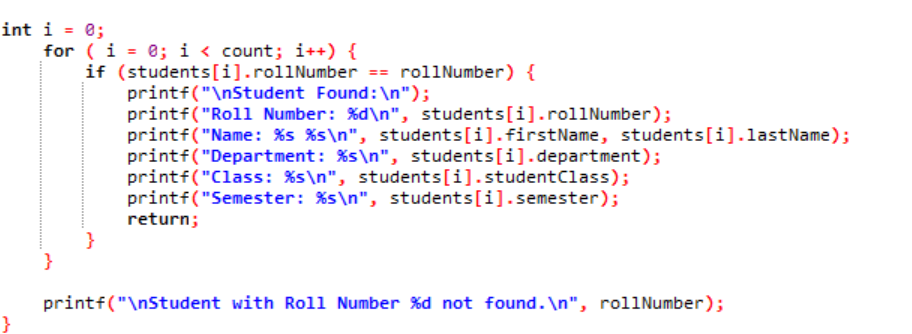 int i = 0;
    for ( i = 0; i < count; i++) {
        if (students[i].rollNumber == rollNumber) {
            printf("\nStudent Found:\n");
            printf("Roll Number: %d\n", students[i].rollNumber);
            printf("Name: %s %s\n", students[i].firstName, students[i].lastName);
            printf("Department: %s\n", students[i].department);
            printf("Class: %s\n", students[i].studentClass);
            printf("Semester: %s\n", students[i].semester);
            return;
        }
    }

    printf("\nStudent with Roll Number %d not found.\n", rollNumber);
}